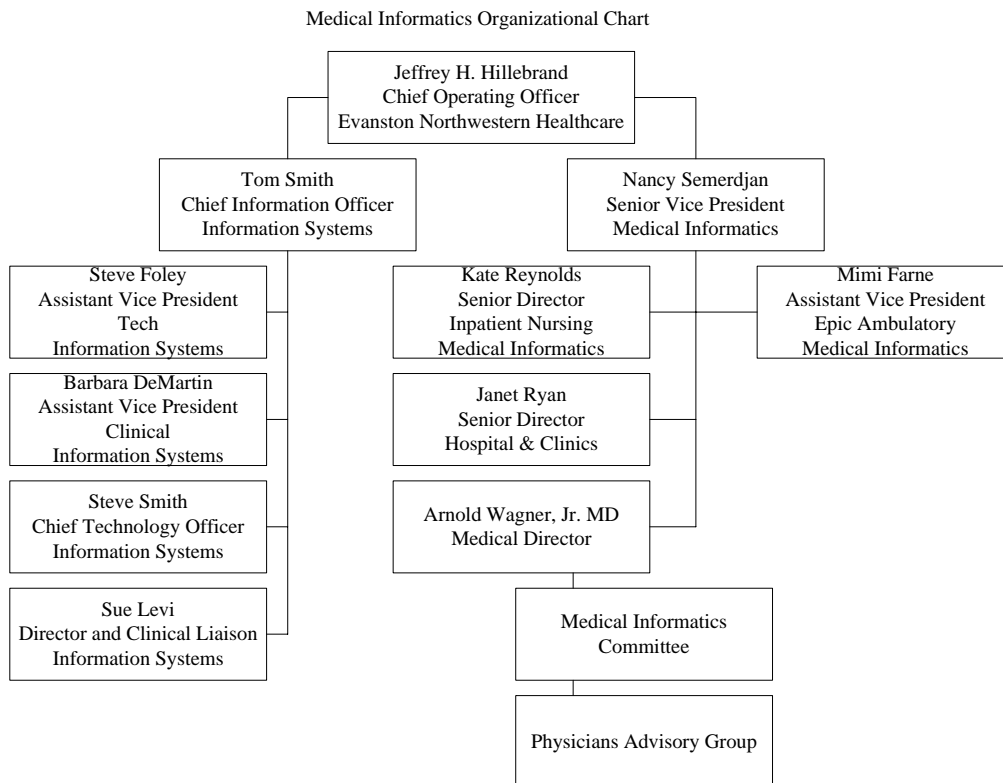 Medical Informatics Organizational Chart
Jeffrey H. Hillebrand
Chief Operating Officer
Evanston Northwestern Healthcare
Tom Smith
Chief Information Officer
Information Systems
Nancy Semerdjan
Senior Vice President
Medical Informatics
Steve Foley
Assistant Vice President
Tech
Information Systems
Kate Reynolds
Senior Director
Inpatient Nursing
Medical Informatics
Mimi Farne
Assistant Vice President
Epic Ambulatory
Medical Informatics
Barbara DeMartin
Assistant Vice President
Clinical
Information Systems
Janet Ryan
Senior Director
Hospital & Clinics
Steve Smith
Chief Technology Officer
Information Systems
Arnold Wagner, Jr. MD
Medical Director
Sue Levi
Director and Clinical Liaison
Information Systems
Medical Informatics
Committee
Physicians Advisory Group